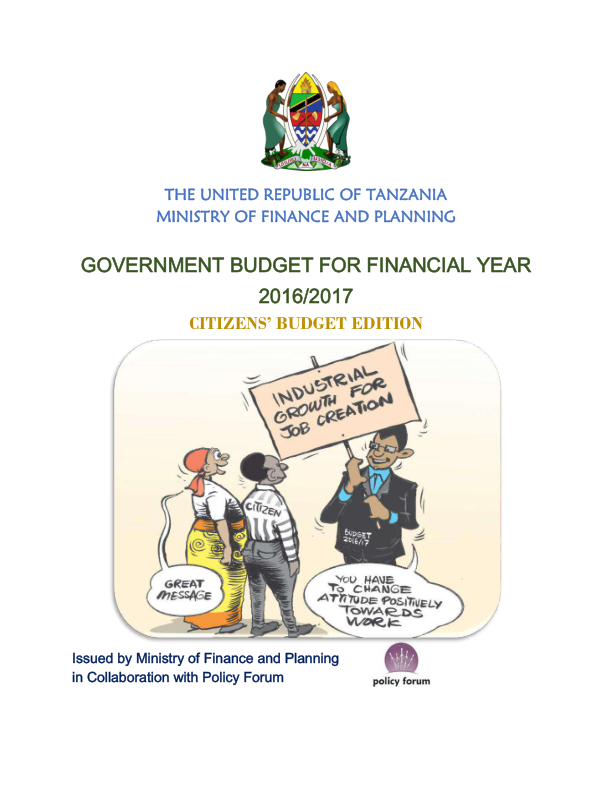 THE UNITED REPUBLIC OF TANZANIA
MINISTRY OF FINANCE AND PLANNING
GOVERNMENT BUDGET FOR FINANCIAL YEAR
2016/2017
CITIZENS' BUDGET EDITION
INDUSTRIAL
GROWTH FOR
JOB CREATION
CITIZEN
BUDGET
2016/17
GREAT
MESSAGE
YOU HAVE
TO CHANGE
ATTITUDE POSITIVELY
TOWARDS
WORK
Issued by Ministry of Finance and Planning
in Collaboration with Policy Forum
policy forum